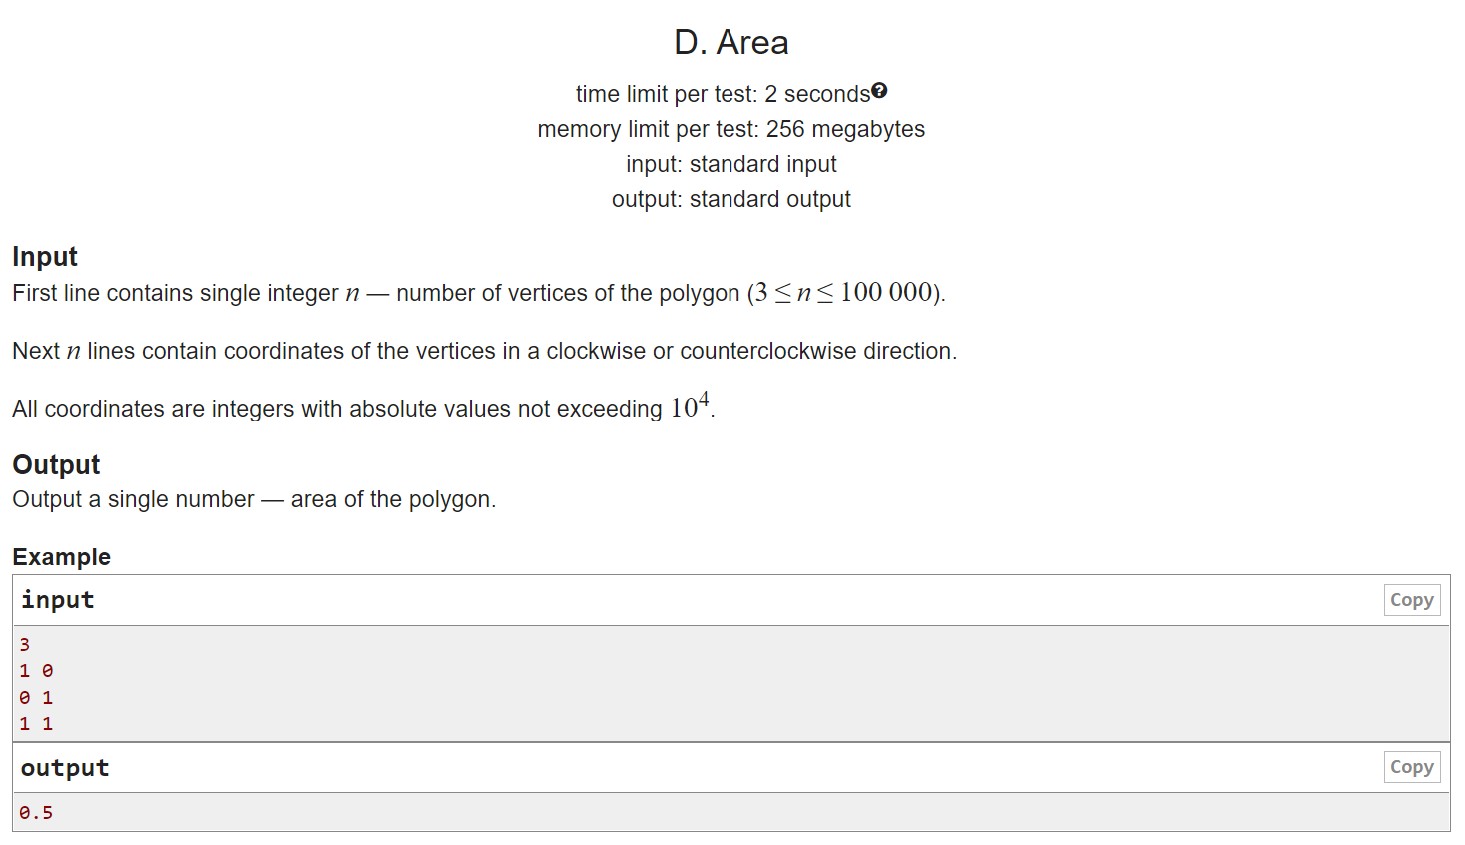 D. Area
time limit per test: 2 seconds?
memory limit per test: 256 megabytes
input: standard input
output: standard output
Input
First line contains single integer n — number of vertices of the polygon (3 ≤ n ≤ 100 000).
Next n lines contain coordinates of the vertices in a clockwise or counterclockwise direction.
All coordinates are integers with absolute values not exceeding 10⁴.
Output
Output a single number — area of the polygon.
Example
input Copy
3
1 0
0 1
1 1
output Copy
0.5